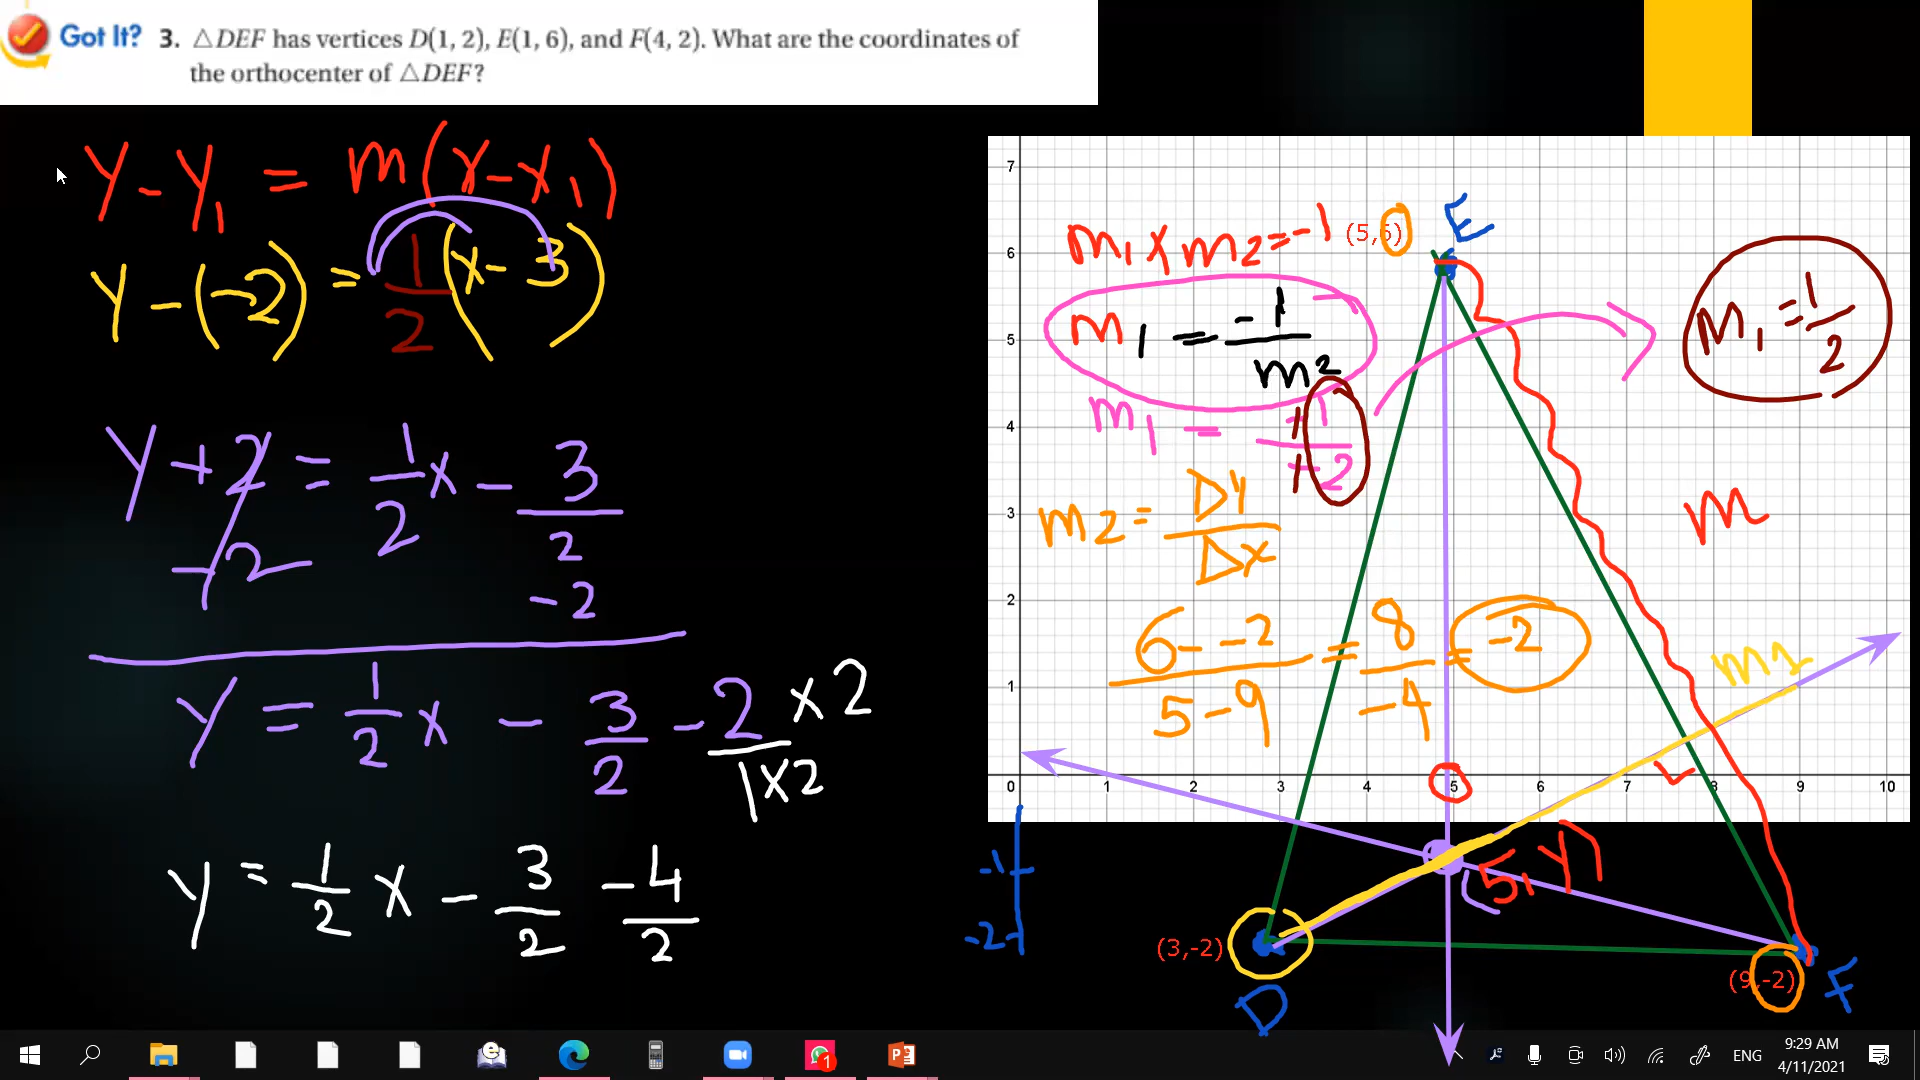 Got It? 3. △DEF has vertices D(1, 2), E(1, 6), and F(4, 2). What are the coordinates of
the orthocenter of △DEF?
y - y₁ = m(x - x₁)
y - (-2) = 1/2 (x - 3)
y + 2 = 1/2 x - 3/2
-2 -2
y = 1/2 x - 3/2 - 2×2/1×2
y = 1/2 x - 3/2 - 4/2
m₁ × m₂ = -1
m₁ = -1/m₂
m₁ = -1/-2
m₁ = 1/2
m2 = Δy/Δx
6 - -2/5 - 9 = 8/-4 = -2
(5,6)
E
m
m1
(5, y)
(3,-2)
D
(9,-2)
F
7
6
5
4
3
2
1
0 1 2 3 4 5 6 7 8 9 10
-1
-2
1
ENG
9:29 AM
4/11/2021